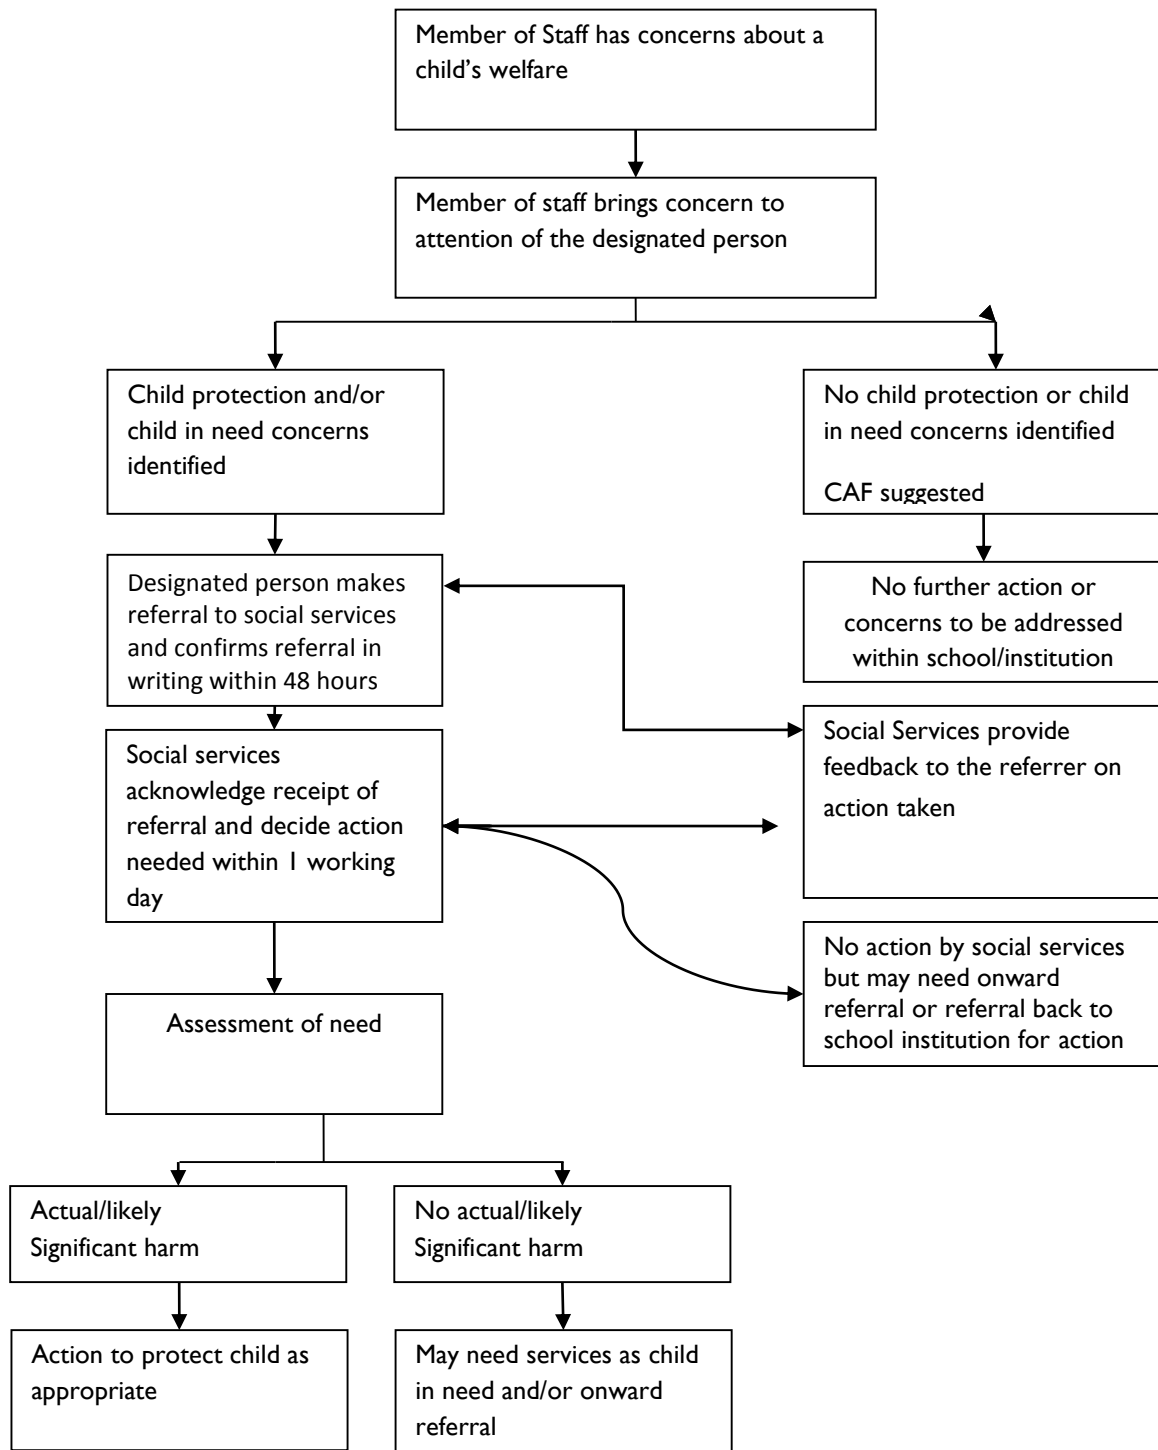 Member of Staff has concerns about a
child’s welfare
Member of staff brings concern to
attention of the designated person
Child protection and/or
child in need concerns
identified
No child protection or child
in need concerns identified
CAF suggested
Designated person makes
referral to social services
and confirms referral in
writing within 48 hours
No further action or
concerns to be addressed
within school/institution
Social services
acknowledge receipt of
referral and decide action
needed within 1 working
day
Social Services provide
feedback to the referrer on
action taken
No action by social services
but may need onward
referral or referral back to
school institution for action
Assessment of need
Actual/likely
Significant harm
No actual/likely
Significant harm
Action to protect child as
appropriate
May need services as child
in need and/or onward
referral